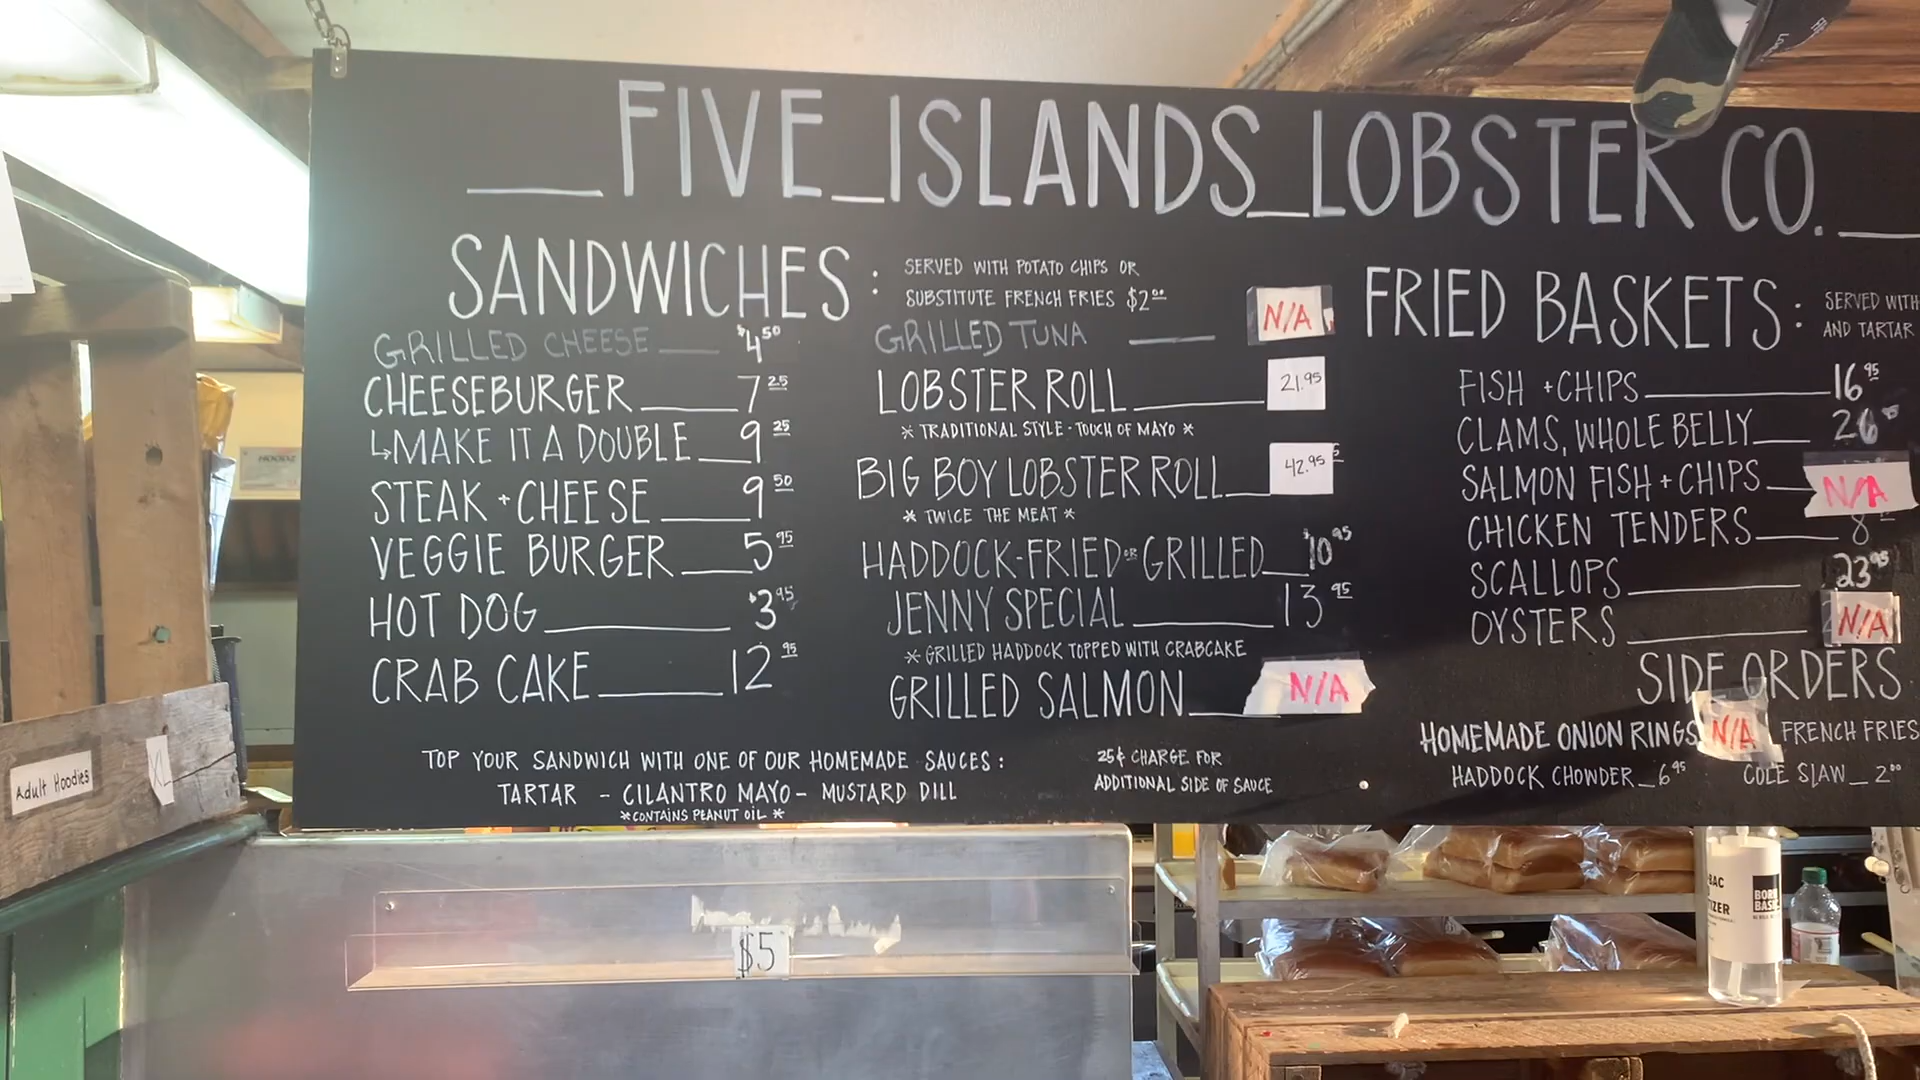 FIVE ISLANDS LOBSTER CO.
SANDWICHES: SERVED WITH POTATO CHIPS OR
SUBSTITUTE FRENCH FRIES $2.00
GRILLED CHEESE $4.50
CHEESEBURGER 7.25
↳MAKE IT A DOUBLE 9.25
STEAK + CHEESE 9.50
VEGGIE BURGER 5.95
HOT DOG $3.95
CRAB CAKE 12.95
GRILLED TUNA N/A
LOBSTER ROLL 21.95
* TRADITIONAL STYLE - TOUCH OF MAYO *
BIG BOY LOBSTER ROLL 42.95
* TWICE THE MEAT *
HADDOCK-FRIED OR GRILLED $10.95
JENNY SPECIAL 13.95
* GRILLED HADDOCK TOPPED WITH CRABCAKE
GRILLED SALMON N/A
TOP YOUR SANDWICH WITH ONE OF OUR HOMEMADE SAUCES:
TARTAR - CILANTRO MAYO - MUSTARD DILL
*CONTAINS PEANUT OIL*
25¢ CHARGE FOR
ADDITIONAL SIDE OF SAUCE
FRIED BASKETS: SERVED WITH
AND TARTAR
FISH + CHIPS 16.95
CLAMS, WHOLE BELLY 26.95
SALMON FISH + CHIPS N/A
CHICKEN TENDERS 8
SCALLOPS 23.95
OYSTERS N/A
SIDE ORDERS
HOMEMADE ONION RINGS N/A FRENCH FRIES
HADDOCK CHOWDER 6.95 COLE SLAW 2.00
Adult Hoodies
XL
$5